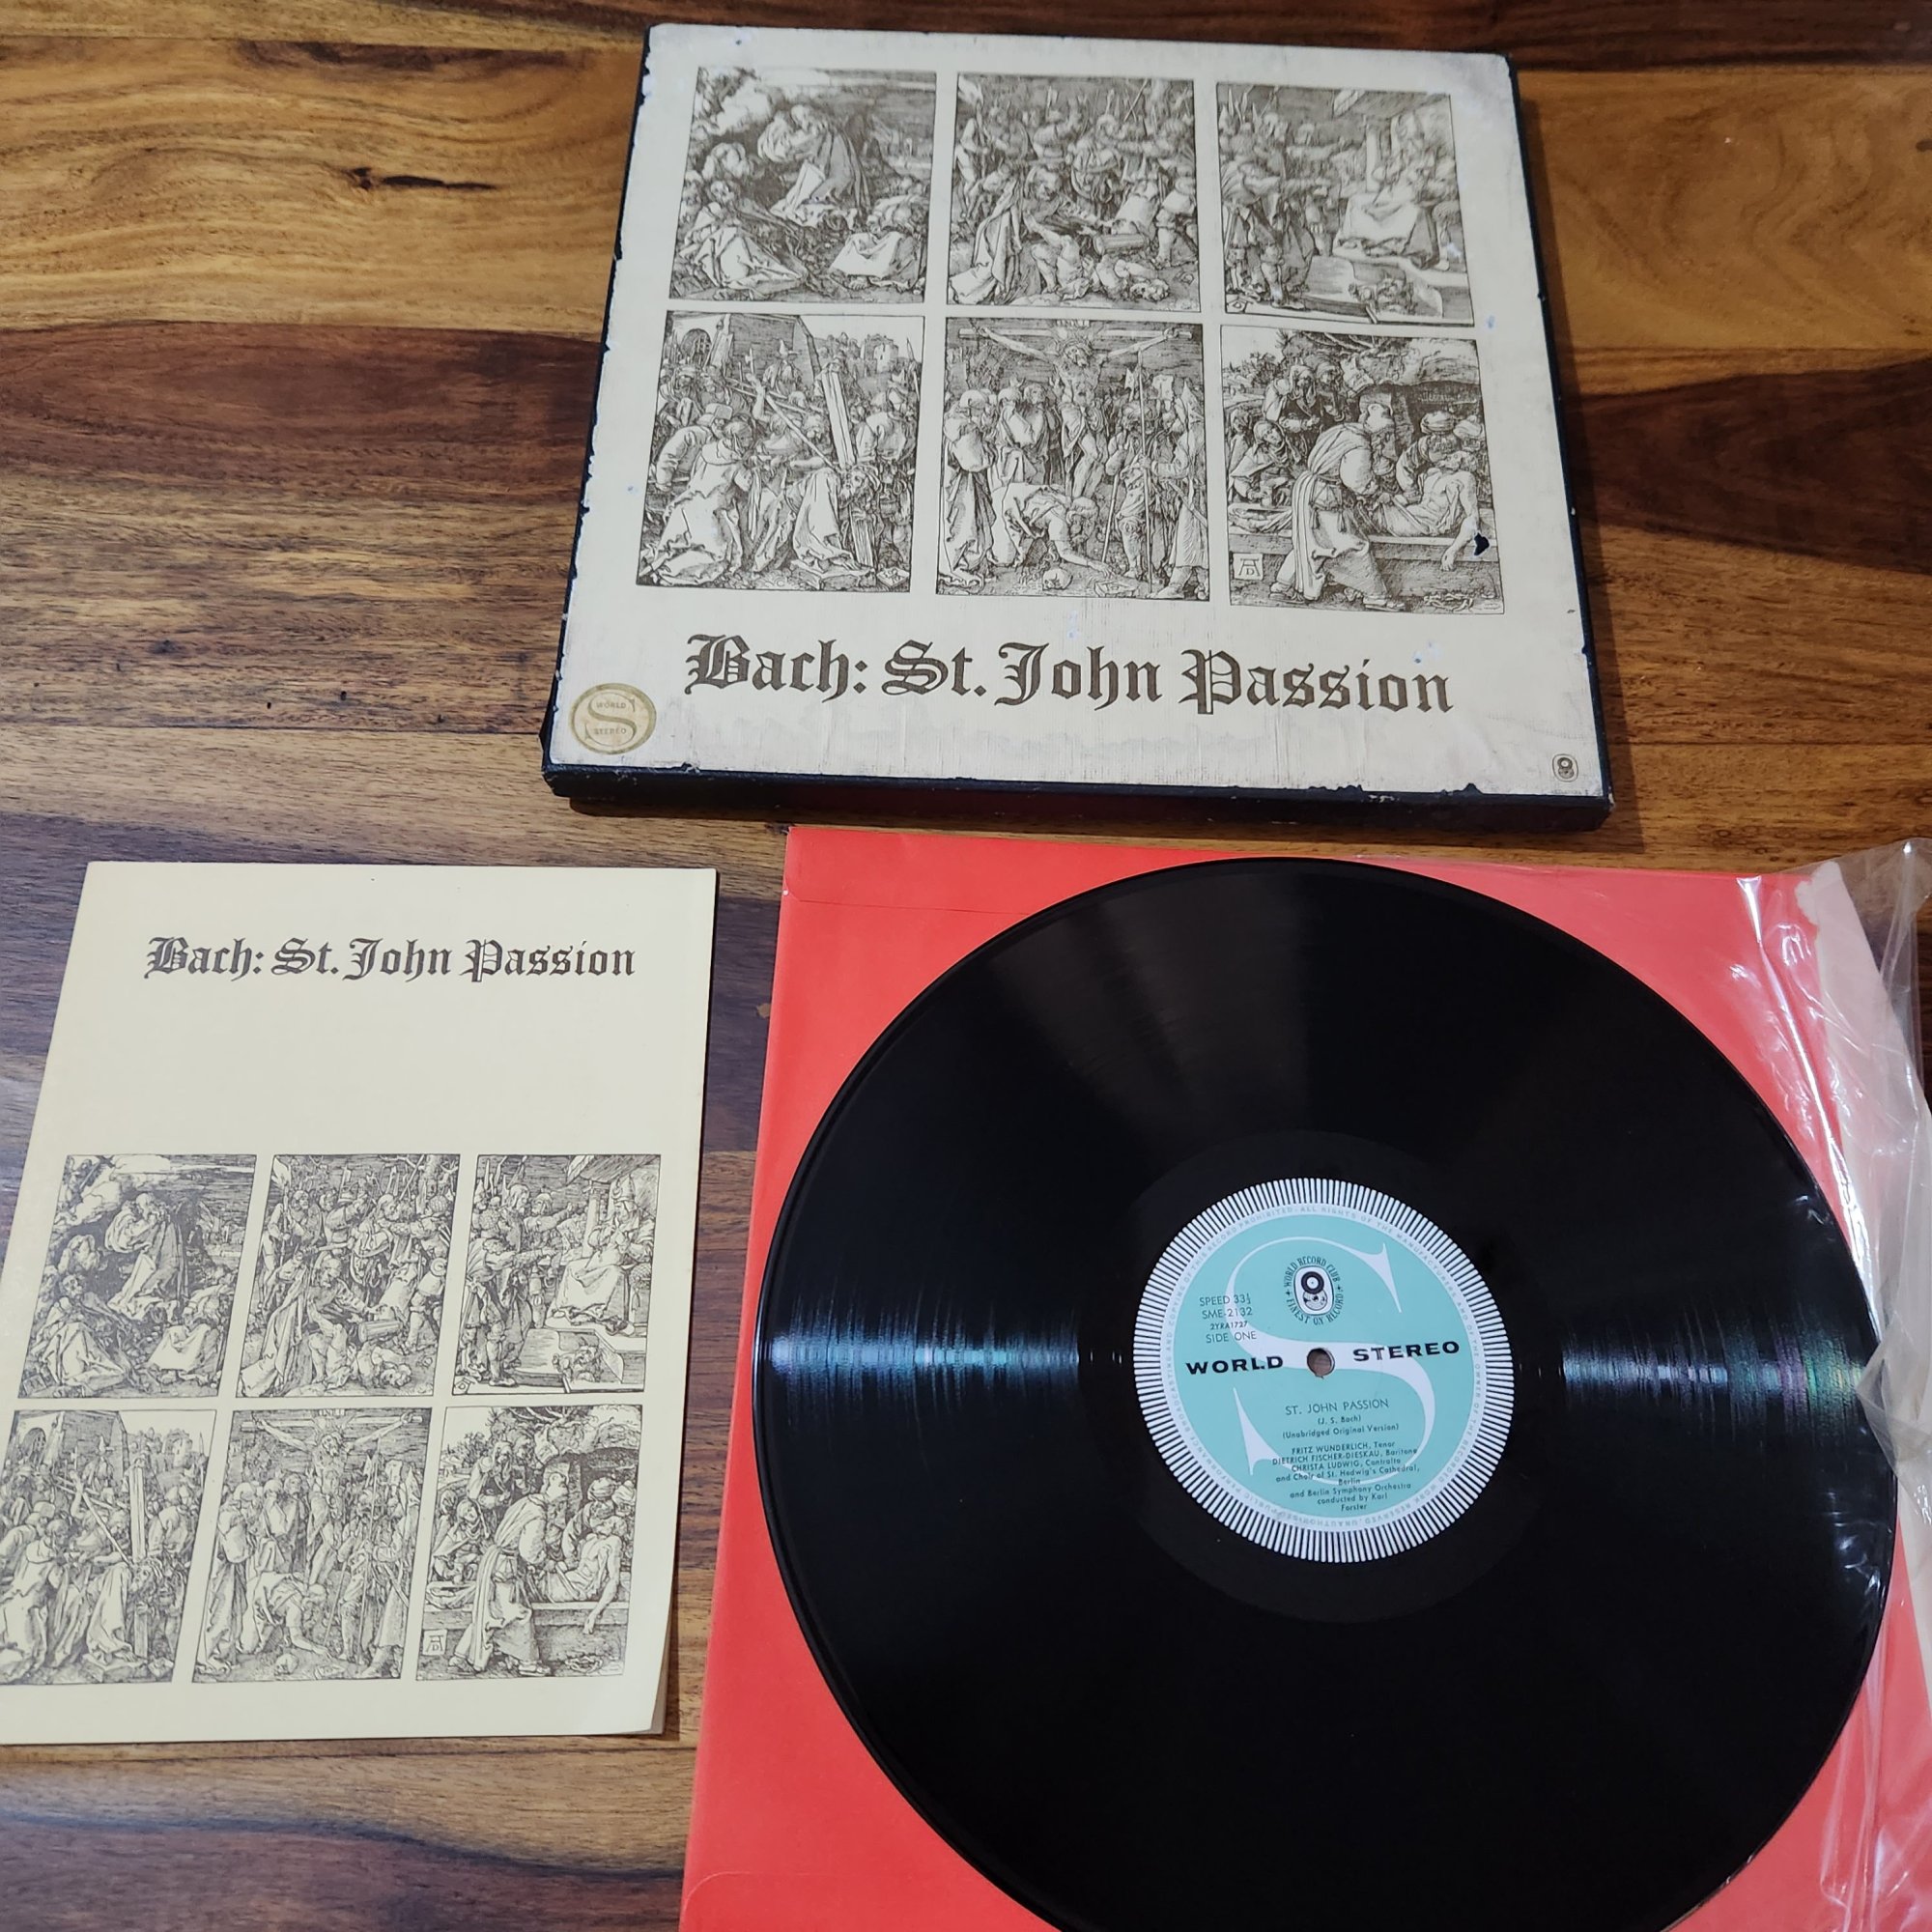 Bach: St. John Passion
WORLD
S
STEREO
Bach: St. John Passion
WORLD RECORD CLUB
FINEST ON RECORD
SPEED 33⅓
SME-2132
2YRA1727
SIDE ONE
S
WORLD STEREO
ST. JOHN PASSION
(J. S. Bach)
(Unabridged Original Version)
FRITZ WUNDERLICH, Tenor
DIETRICH FISCHER-DIESKAU, Baritone
CHRISTA LUDWIG, Contralto
and Choir of St. Hedwig's Cathedral,
Berlin
and Berlin Symphony Orchestra
conducted by Karl
Forster